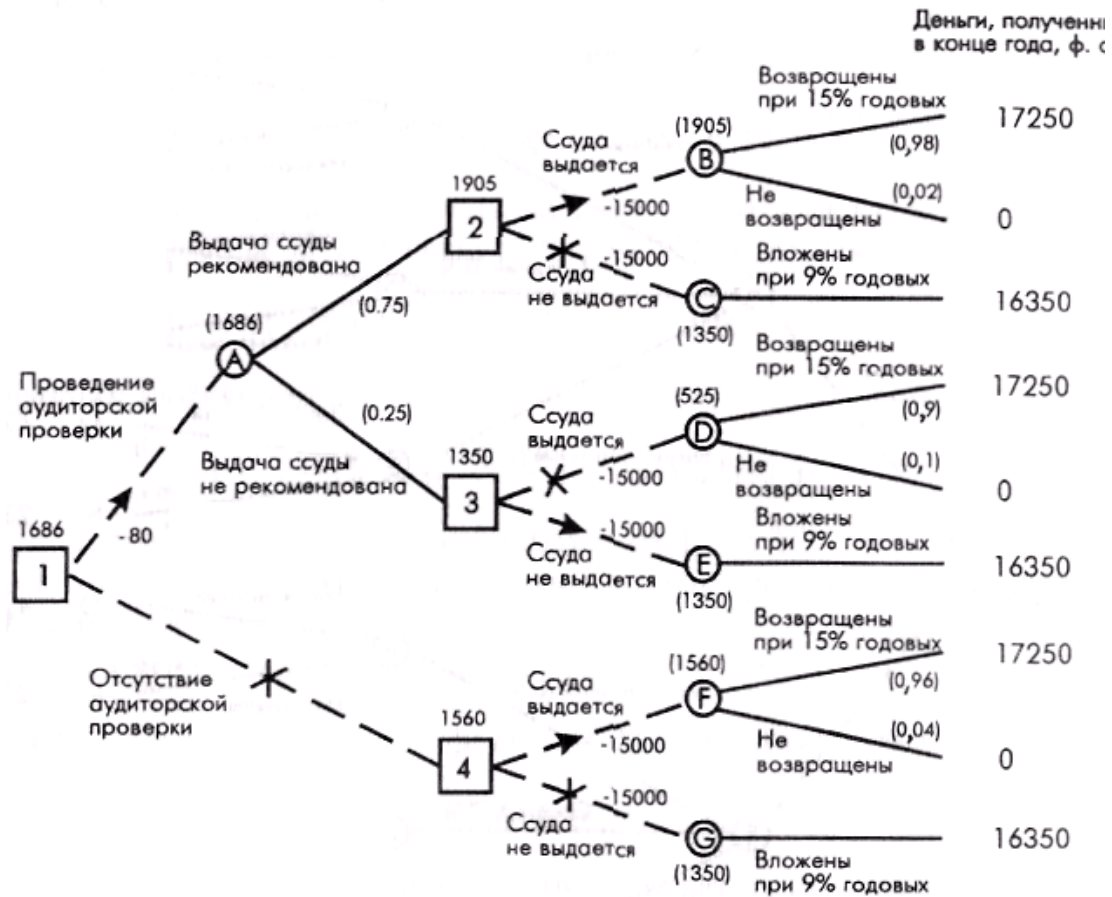 Деньги, полученн
в конце года, ф. с
Возвращены
при 15% годовых
17250
(1905)
B
(0,98)
Ссуда
выдается
-15000
Не
возвращены
(0,02)
0
1905
2
Выдача ссуды
рекомендована
(0.75)
-15000
Ссуда
не выдается
Вложены
при 9% годовых
C
16350
(1350)
(1686)
A
Возвращены
при 15% годовых
17250
Проведение
аудиторской
проверки
(0.25)
Ссуда
выдается
(525)
D
(0,9)
-15000
Не
возвращены
(0,1)
0
Выдача ссуды
не рекомендована
1350
3
-15000
Ссуда
не выдается
Вложены
при 9% годовых
E
16350
(1350)
1686
1
-80
Возвращены
при 15% годовых
17250
Отсутствие
аудиторской
проверки
Ссуда
выдается
(1560)
F
(0,96)
-15000
Не
возвращены
(0,04)
0
1560
4
-15000
Ссуда
не выдается
G
16350
(1350)
Вложены
при 9% годовых